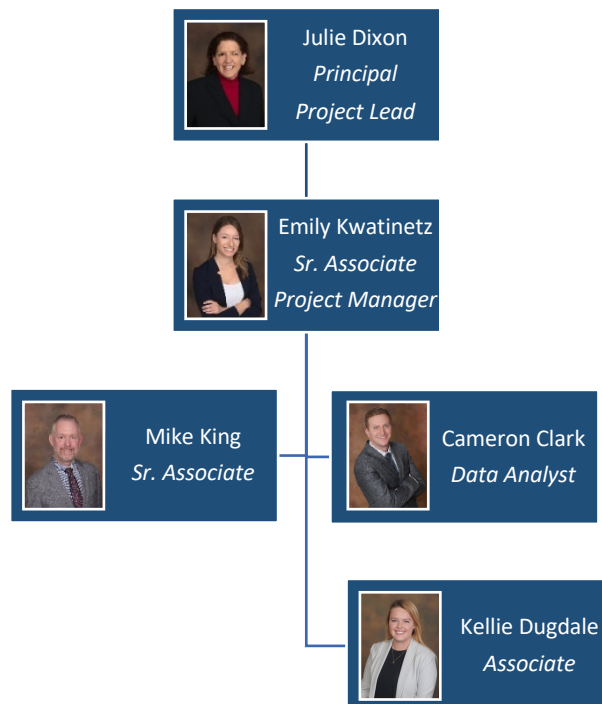 Julie Dixon
Principal
Project Lead
Emily Kwatinetz
Sr. Associate
Project Manager
Mike King
Sr. Associate
Cameron Clark
Data Analyst
Kellie Dugdale
Associate